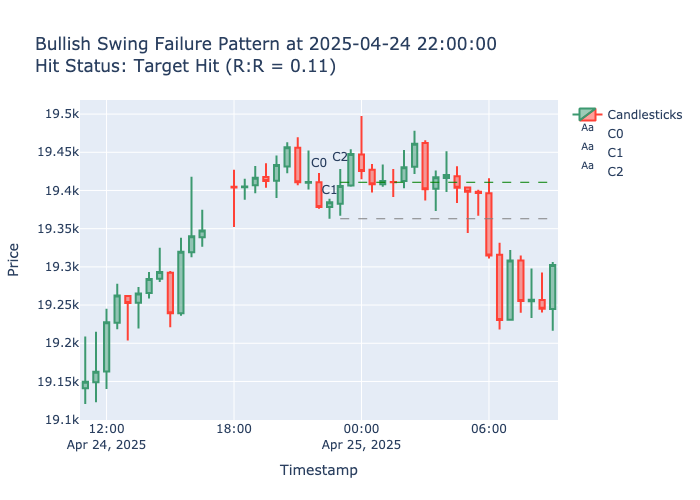 Bullish Swing Failure Pattern at 2025-04-24 22:00:00
Hit Status: Target Hit (R:R = 0.11)
19.5k
19.45k
19.4k
19.35k
19.3k
19.25k
19.2k
19.15k
19.1k
Price
C0
C1
C2
12:00
Apr 24, 2025
18:00
00:00
Apr 25, 2025
06:00
Timestamp
Candlesticks
Aa C0
Aa C1
Aa C2